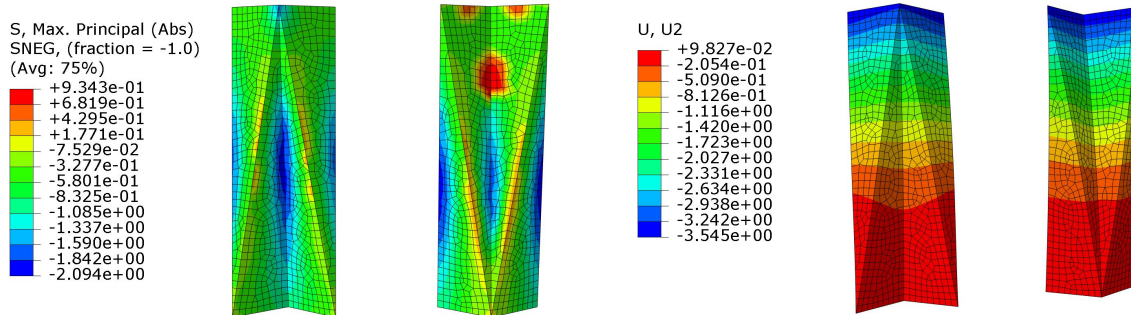 S, Max. Principal (Abs)
SNEG, (fraction = -1.0)
(Avg: 75%)
+9.343e-01
+6.819e-01
+4.295e-01
+1.771e-01
-7.529e-02
-3.277e-01
-5.801e-01
-8.325e-01
-1.085e+00
-1.337e+00
-1.590e+00
-1.842e+00
-2.094e+00
U, U2
+9.827e-02
-2.054e-01
-5.090e-01
-8.126e-01
-1.116e+00
-1.420e+00
-1.723e+00
-2.027e+00
-2.331e+00
-2.634e+00
-2.938e+00
-3.242e+00
-3.545e+00